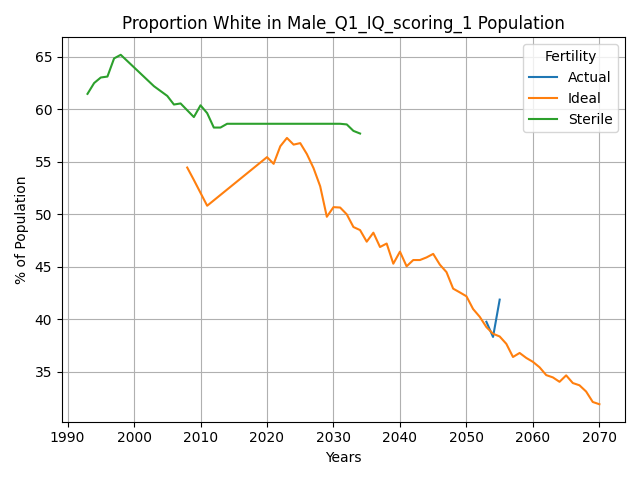 Proportion White in Male_Q1_IQ_scoring_1 Population
Fertility
Actual
Ideal
Sterile
% of Population
65
60
55
50
45
40
35
1990
2000
2010
2020
2030
2040
2050
2060
2070
Years